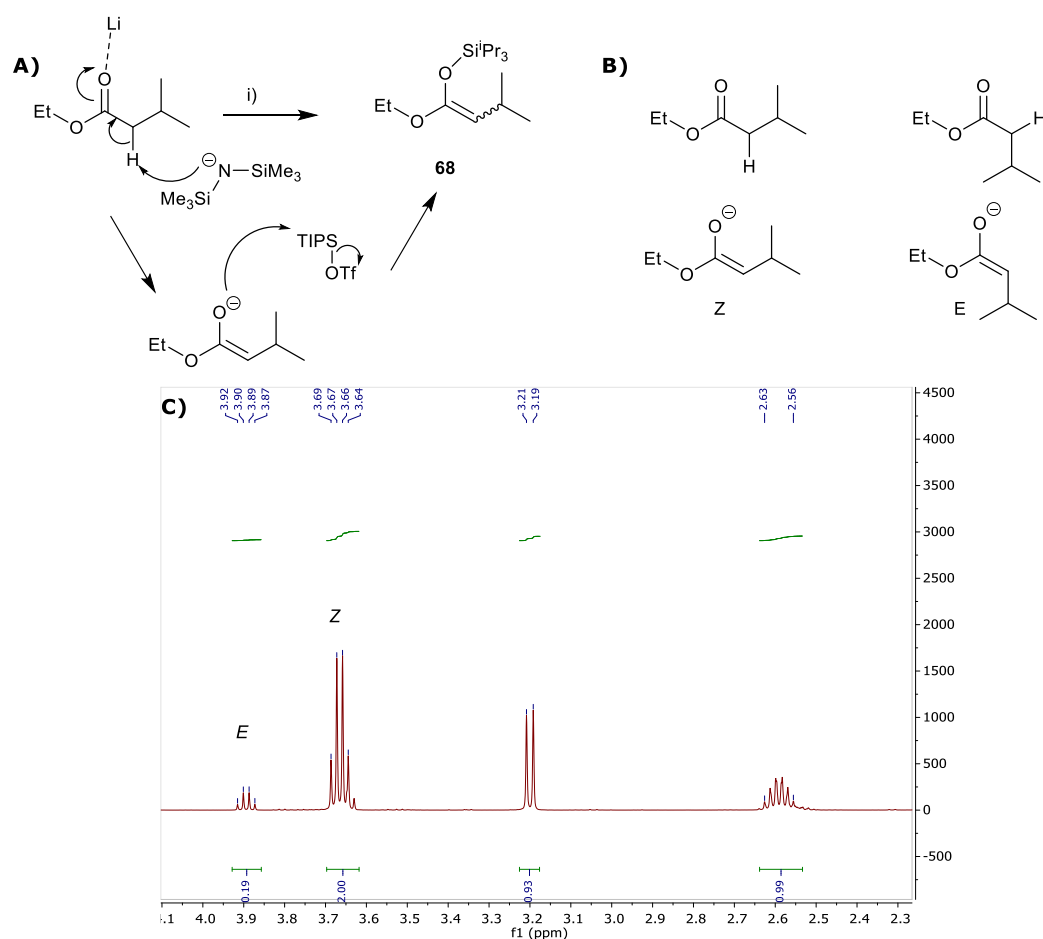 A)
Li
O
Et
O
H
N
SiMe3
Me3Si
i)
SiiPr3
O
Et
O
68
O
Et
O
TIPS
OTf
B)
O
Et
O
H
O
Et
O
H
O
Et
O
Z
O
Et
O
E
C)
3.92
3.90
3.89
3.87
3.69
3.67
3.66
3.64
3.21
3.19
2.63
2.56
E
Z
0.19
2.00
0.93
0.99
4500
4000
3500
3000
2500
2000
1500
1000
500
0
-500
4.0 3.9 3.8 3.7 3.6 3.5 3.4 3.3 3.2 3.1 3.0 2.9 2.8 2.7 2.6 2.5 2.4 2.3
f1 (ppm)